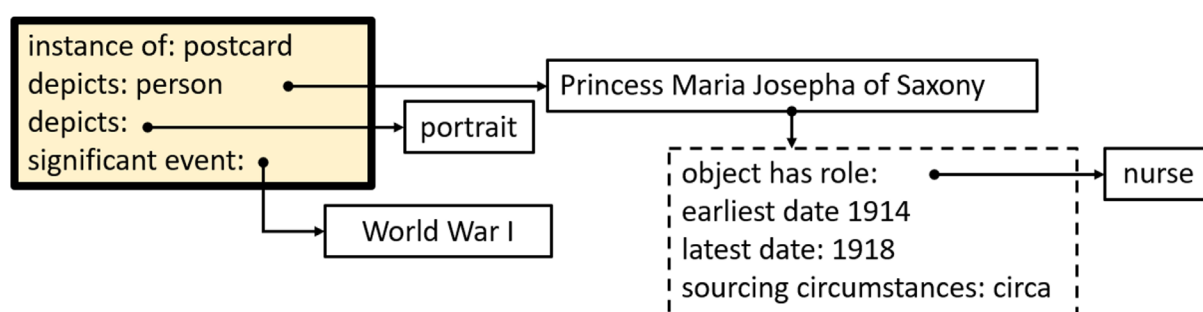 instance of: postcard
depicts: person
depicts:
significant event:
Princess Maria Josepha of Saxony
portrait
World War I
object has role:
earliest date 1914
latest date: 1918
sourcing circumstances: circa
nurse